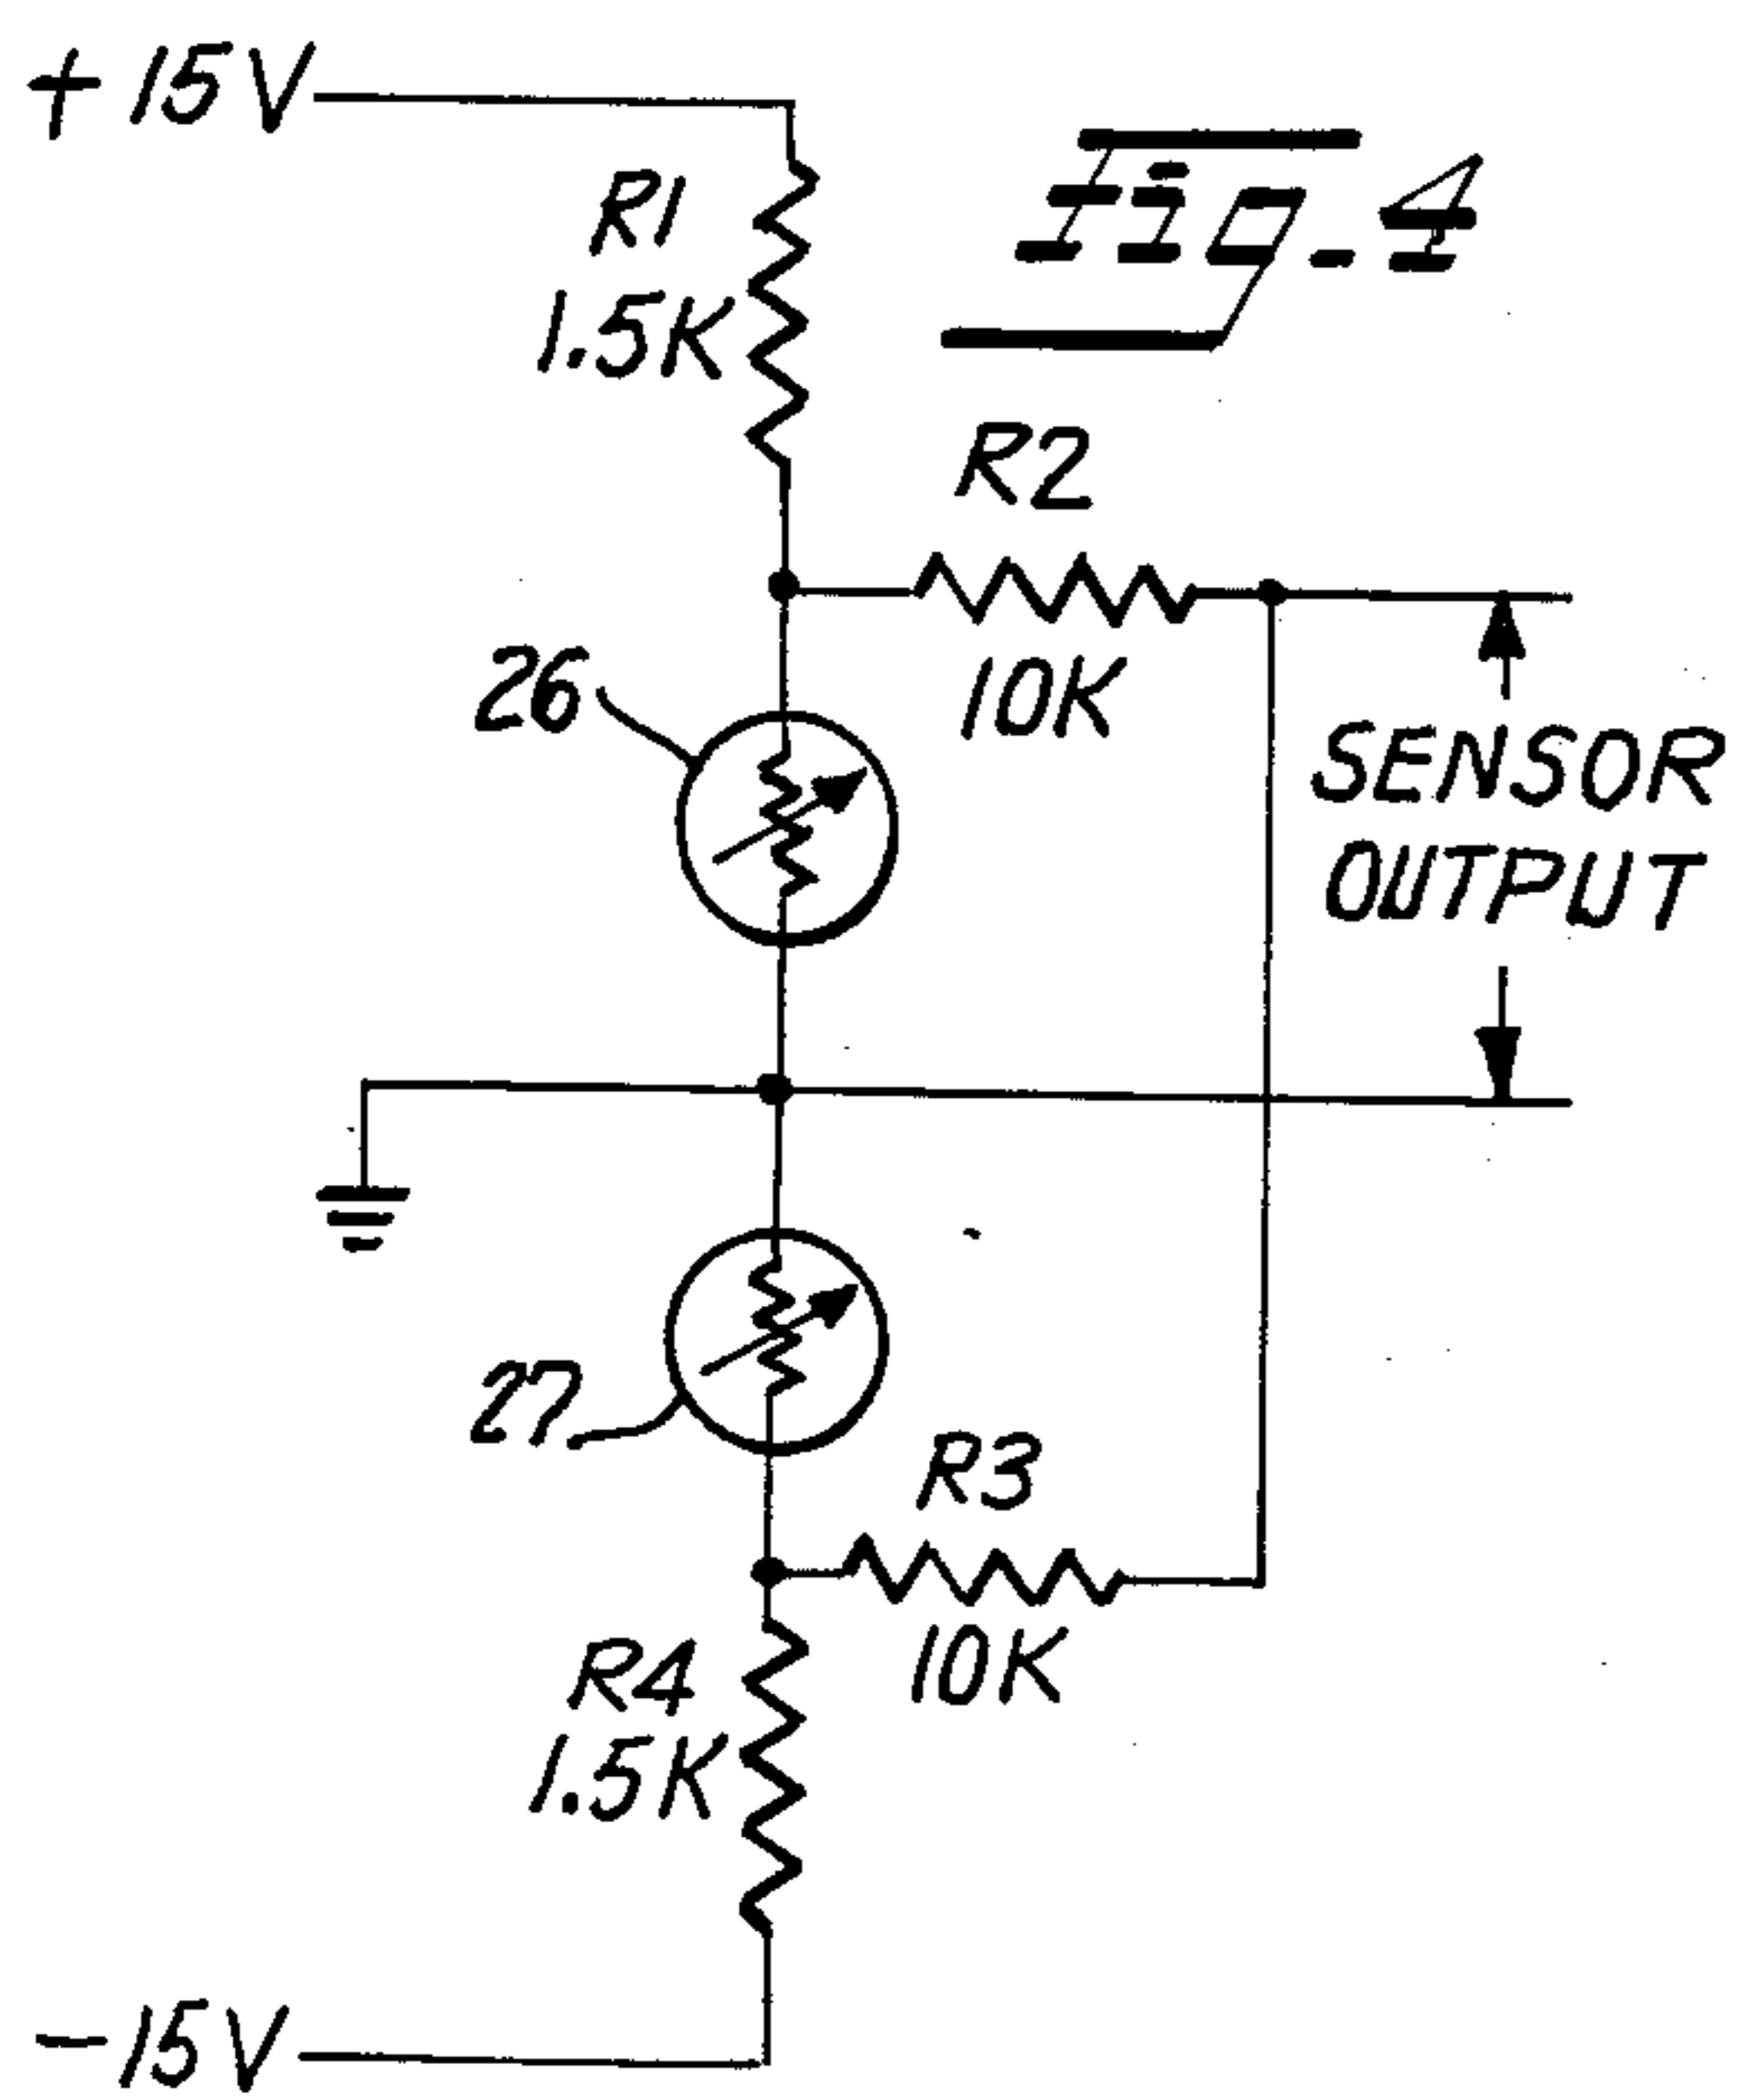 +15V
Fig. 4
R1
1.5K
R2
10K
26
SENSOR
OUTPUT
27
R3
10K
R4
1.5K
-15V